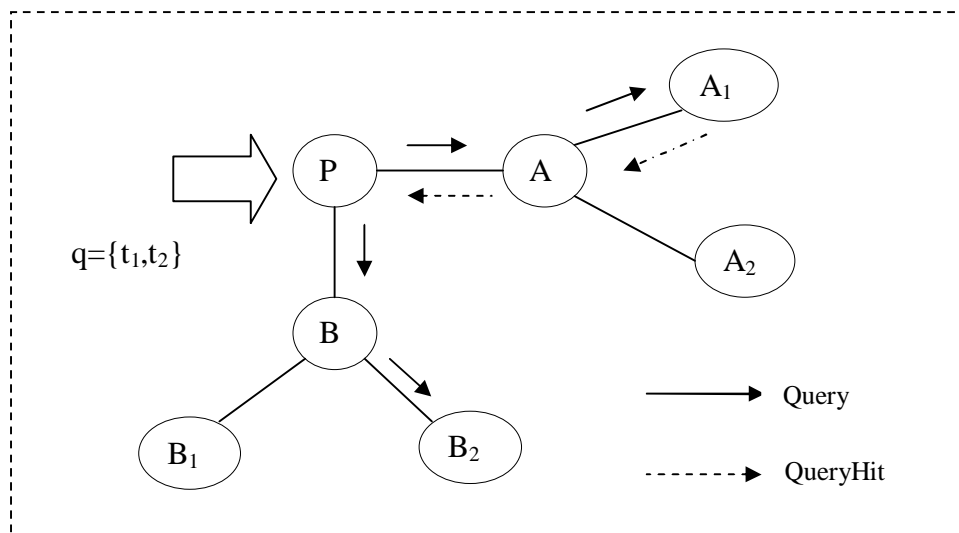 A₁
P
A
q={t₁,t₂}
A₂
B
Query
B₁
B₂
QueryHit